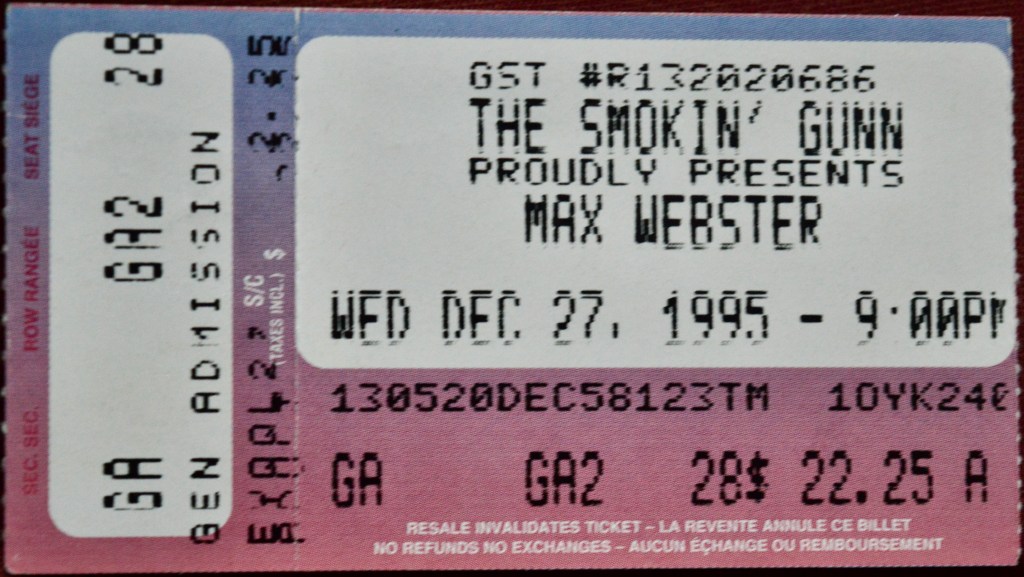 SEC. SEC. ROW RANGÉE SEAT SIÈGE
GA GA2 28
GEN ADMISSION
S/C $
(TAXES INCL.)
GST #R132020686
THE SMOKIN' GUNN
PROUDLY PRESENTS
MAX WEBSTER
WED DEC 27, 1995 - 9:00PM
130520DEC58123TM 10YK240
GA GA2 28$ 22.25 A
RESALE INVALIDATES TICKET – LA REVENTE ANNULE CE BILLET
NO REFUNDS NO EXCHANGES – AUCUN ÉCHANGE OU REMBOURSEMENT